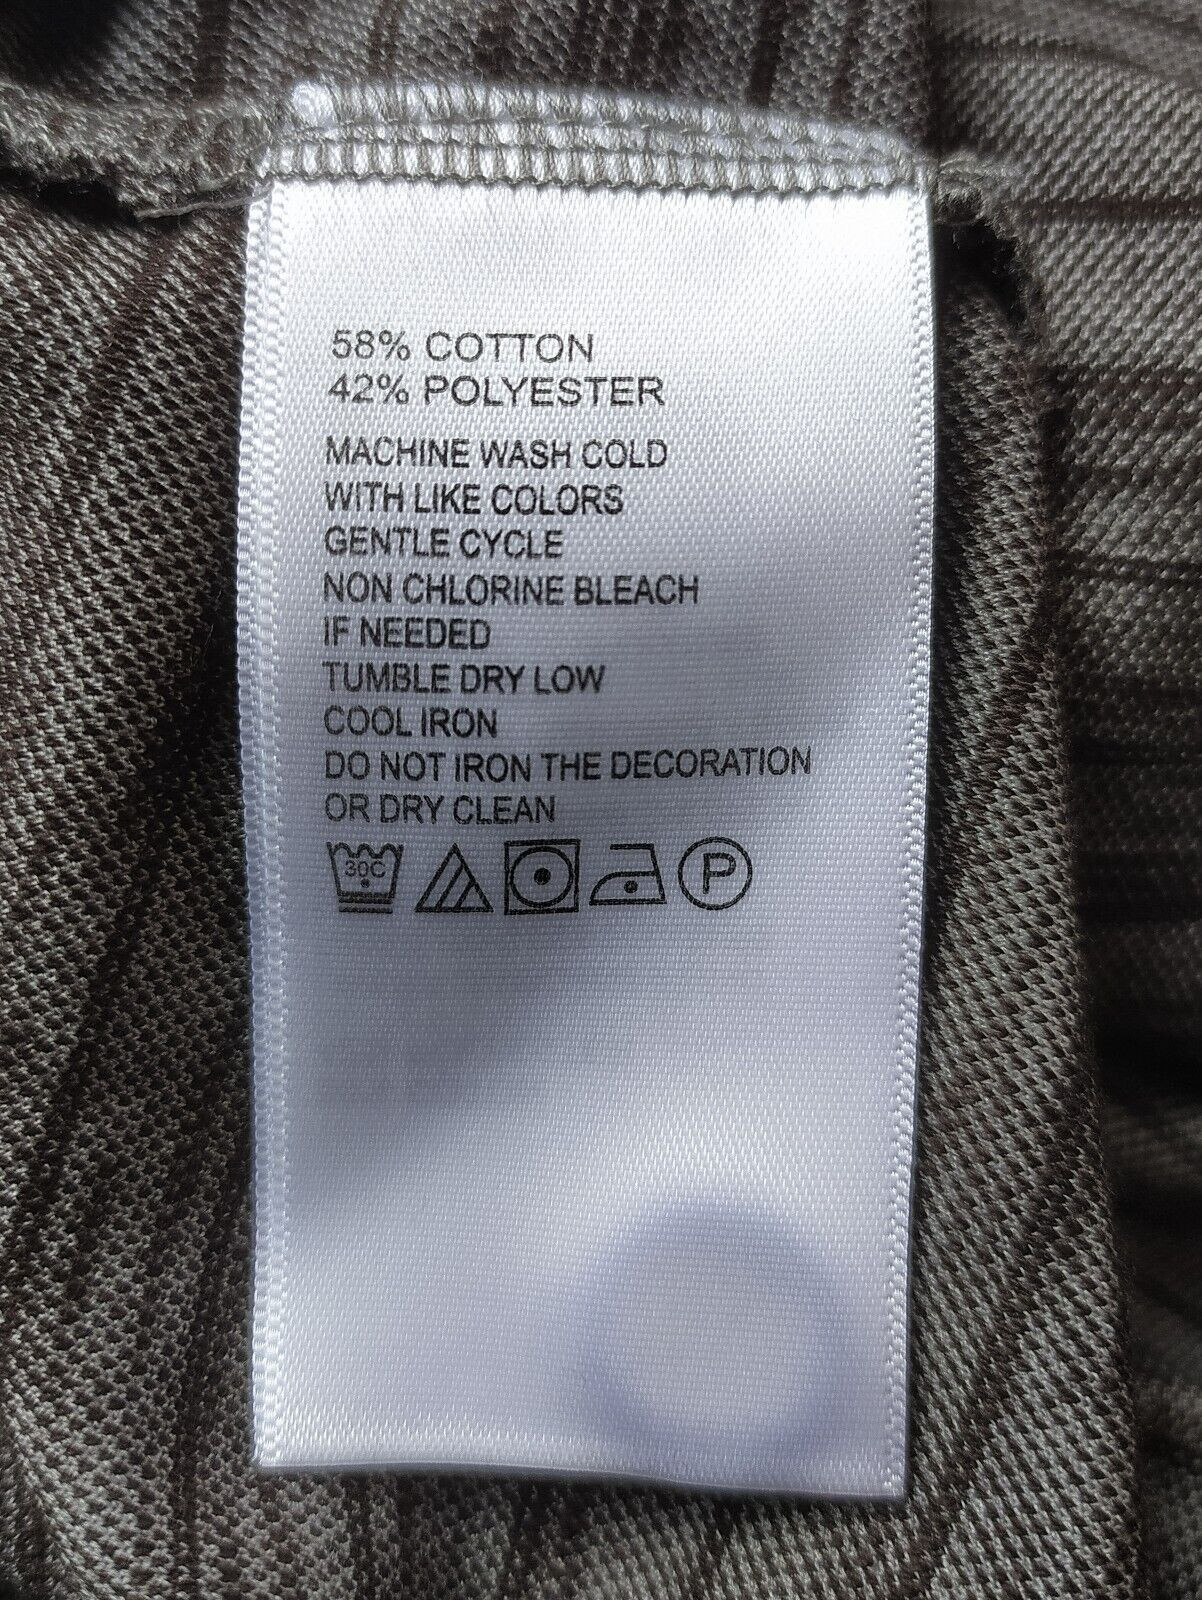 58% COTTON
42% POLYESTER
MACHINE WASH COLD
WITH LIKE COLORS
GENTLE CYCLE
NON CHLORINE BLEACH
IF NEEDED
TUMBLE DRY LOW
COOL IRON
DO NOT IRON THE DECORATION
OR DRY CLEAN
30C P